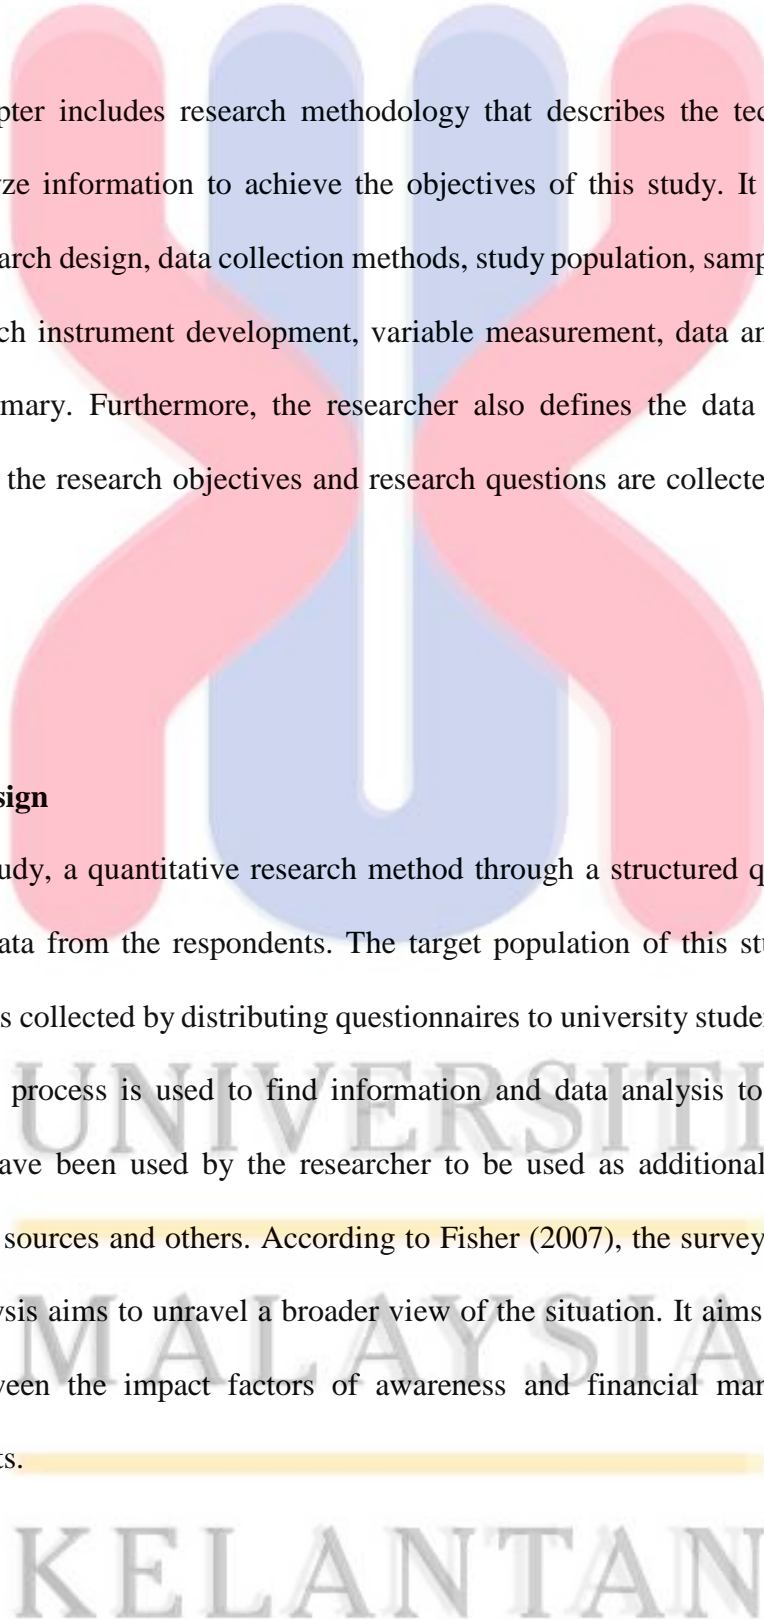 pter includes research methodology that describes the tec
yze information to achieve the objectives of this study. It
arch design, data collection methods, study population, samp
ch instrument development, variable measurement, data an
mary. Furthermore, the researcher also defines the data
the research objectives and research questions are collecte
sign
udy, a quantitative research method through a structured q
ata from the respondents. The target population of this stu
s collected by distributing questionnaires to university studen
process is used to find information and data analysis to
UNIVERSITI
ave been used by the researcher to be used as additional
sources and others. According to Fisher (2007), the survey
ysis aims to unravel a broader view of the situation. It aims
MALAYSIA
ween the impact factors of awareness and financial man
ts.
KELANTAN